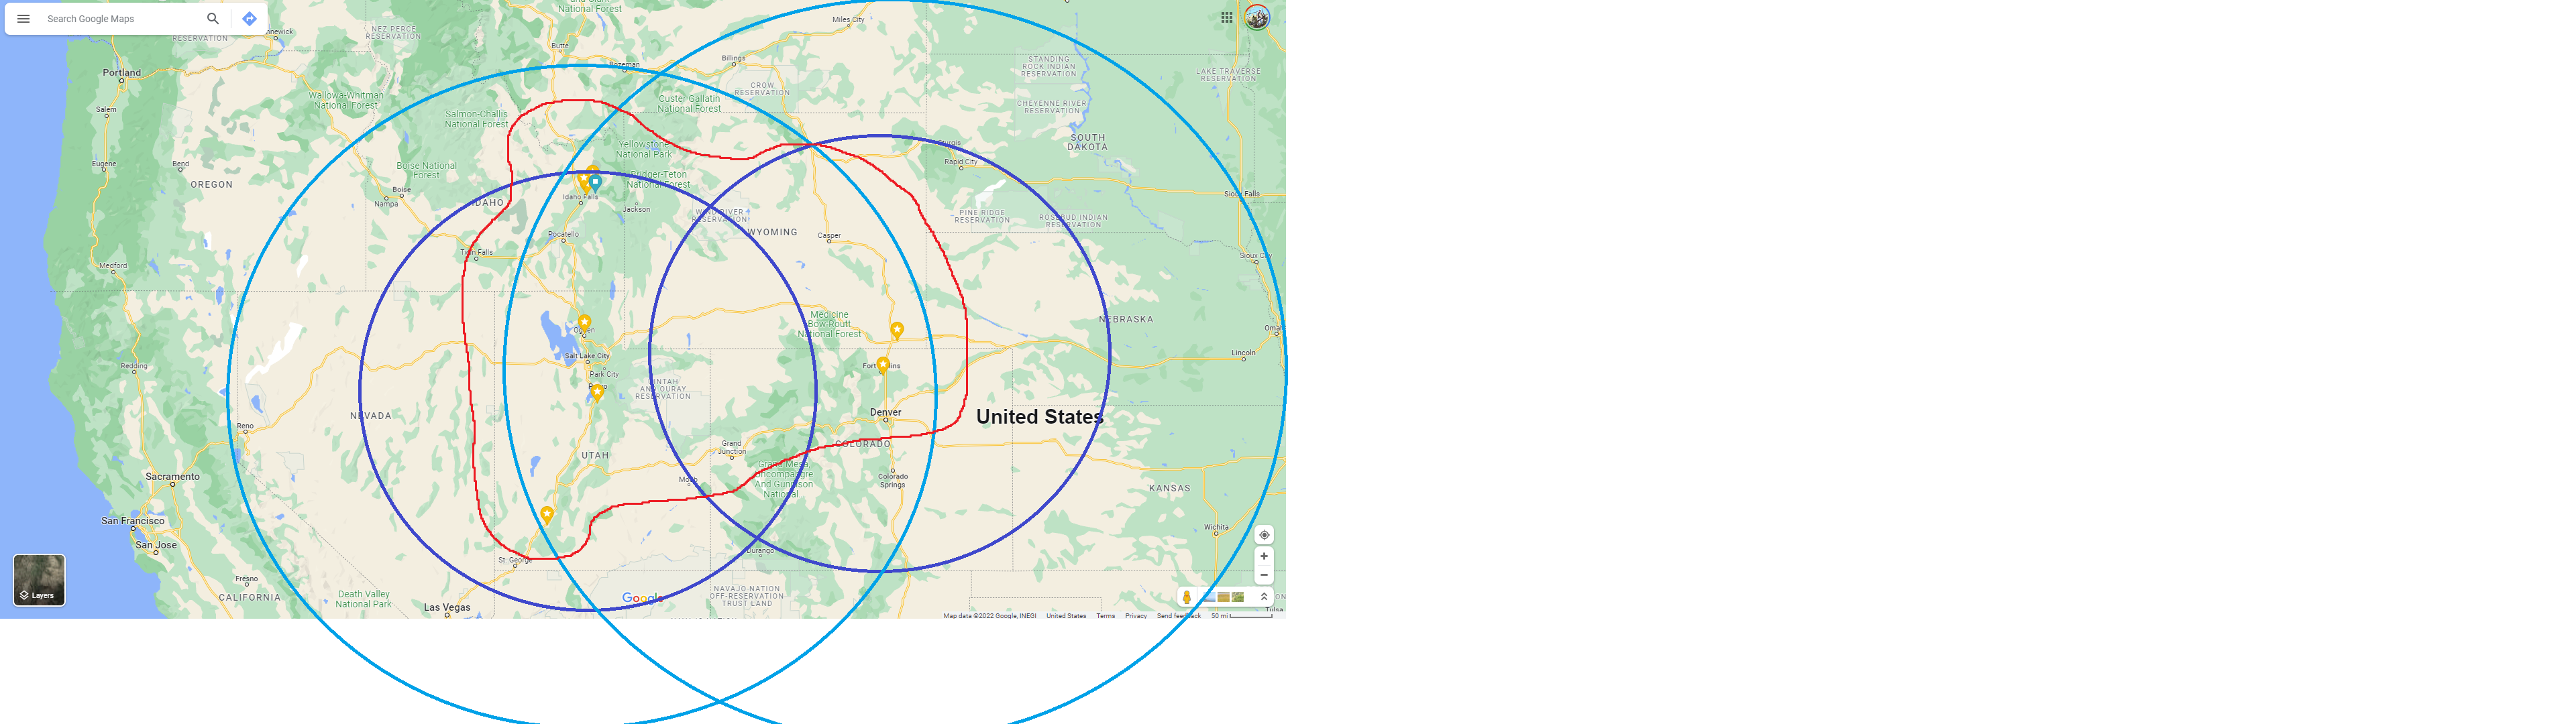 Search Google Maps
RESERVATION
NEZ PERCE
RESERVATION
National Forest
Miles City
Butte
Bozeman
Billings
STANDING
ROCK INDIAN
RESERVATION
LAKE TRAVERSE
RESERVATION
Portland
Salem
Wallowa-Whitman
National Forest
Salmon-Challis
National Forest
Custer Gallatin
National Forest
CROW
RESERVATION
CHEYENNE RIVER
RESERVATION
SOUTH
DAKOTA
Eugene
Bend
OREGON
Boise National
Forest
Boise
Nampa
Yellowstone
National Park
Bridger-Teton
National Forest
Idaho Falls
Jackson
IDAHO
Rapid City
Sioux Falls
WIND RIVER
RESERVATION
PINE RIDGE
RESERVATION
ROSEBUD INDIAN
RESERVATION
WYOMING
Casper
Pocatello
Twin Falls
Medford
Sioux City
Medicine
Bow-Routt
National Forest
NEBRASKA
Ogden
Salt Lake City
Park City
Provo
Redding
Fort Collins
Lincoln
UINTAH
AND OURAY
RESERVATION
NEVADA
Reno
Denver
United States
Grand
Junction
COLORADO
UTAH
Moab
Grand Mesa
Uncompahgre
And Gunnison
National...
Colorado
Springs
KANSAS
Sacramento
San Francisco
San Jose
Wichita
Durango
St. George
Fresno
CALIFORNIA
Death Valley
National Park
Las Vegas
NAVAJO NATION
OFF-RESERVATION
TRUST LAND
Google
Layers
Tulsa
Map data ©2022 Google, INEGI United States Terms Privacy Send feedback 50 mi